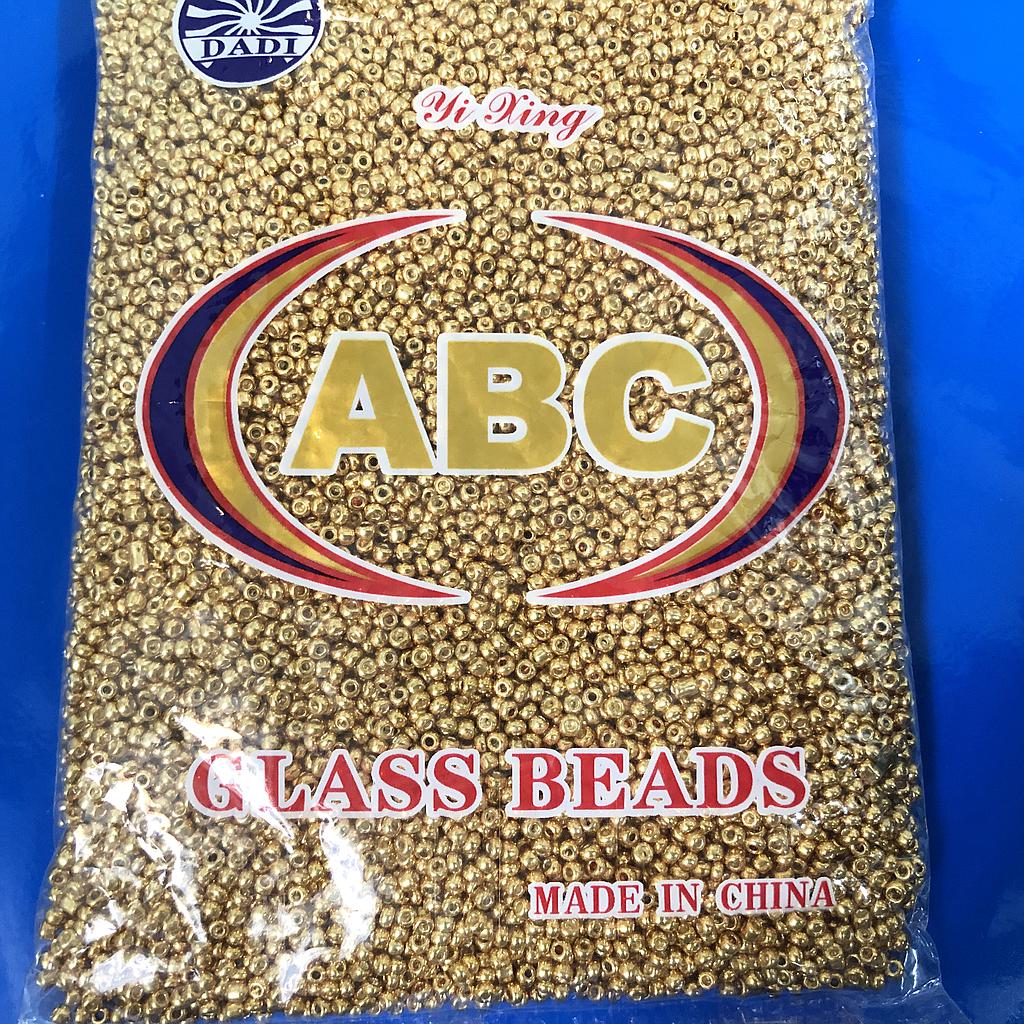 DADI
Yi Xing
ABC
GLASS BEADS
MADE IN CHINA